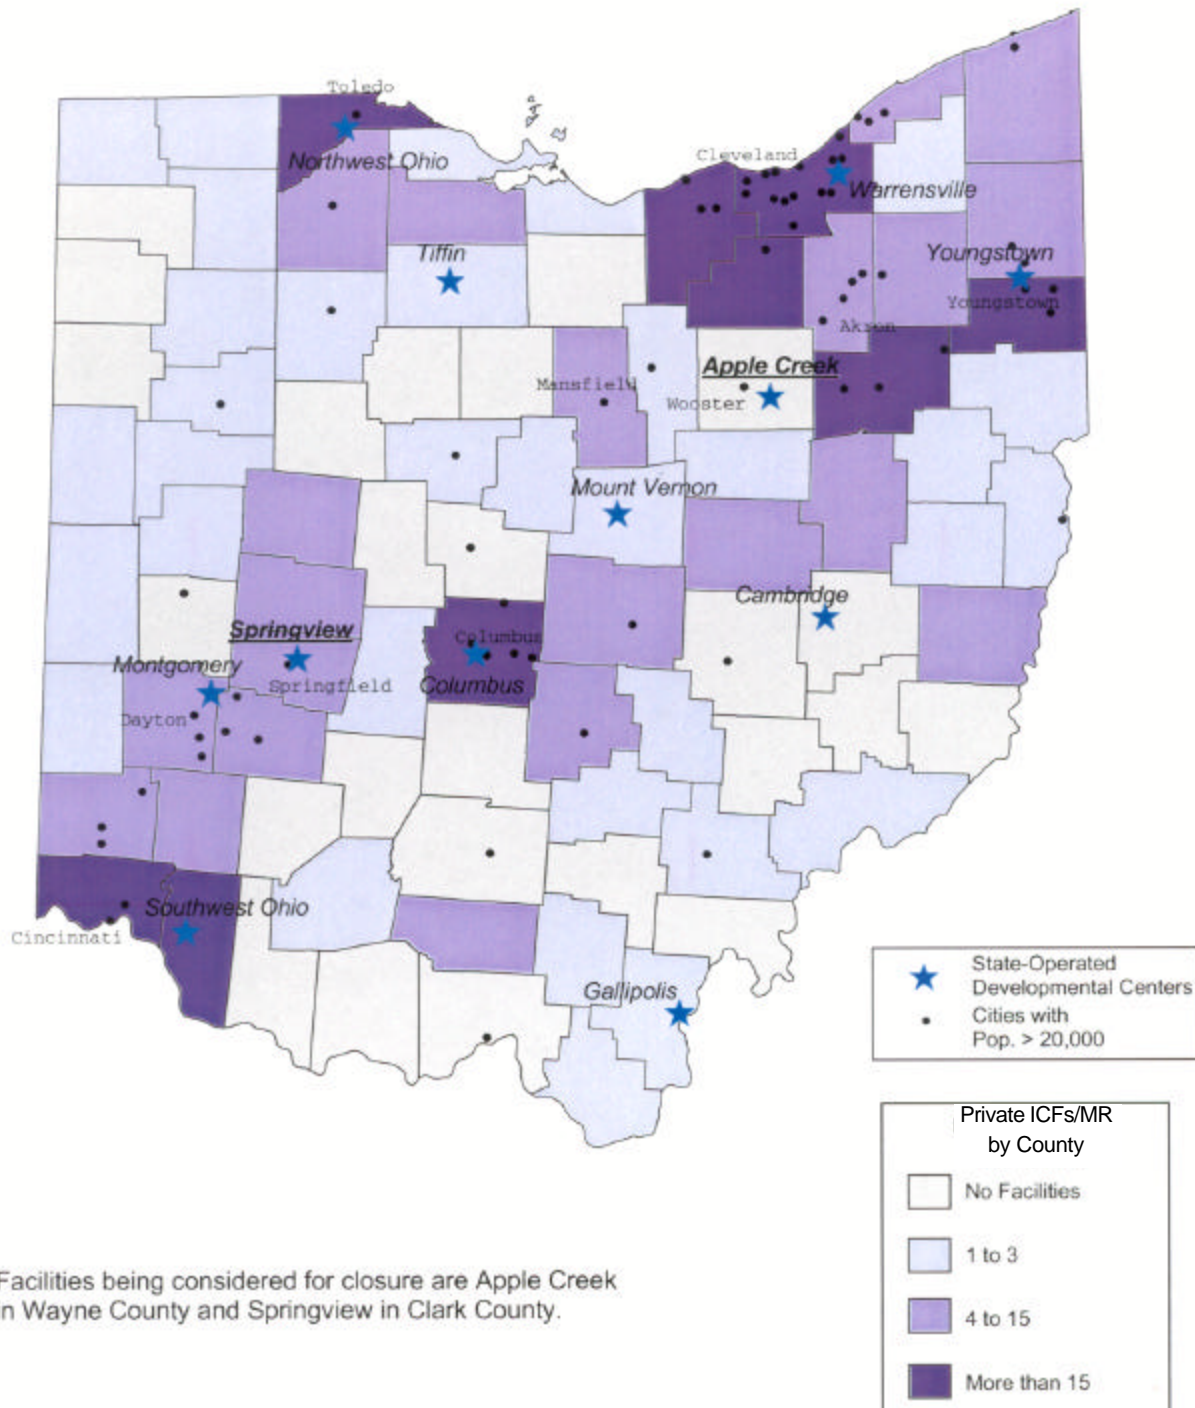 Toledo
Northwest Ohio
Cleveland
Warrensville
Tiffin
Youngstown
Youngstown
Akron
Apple Creek
Mansfield
Wooster
Mount Vernon
Cambridge
Springview
Columbus
Montgomery
Springfield
Columbus
Dayton
Southwest Ohio
Cincinnati
Gallipolis
State-Operated
Developmental Centers
Cities with
Pop. > 20,000
Private ICFs/MR
by County
No Facilities
1 to 3
4 to 15
More than 15
Facilities being considered for closure are Apple Creek
n Wayne County and Springview in Clark County.